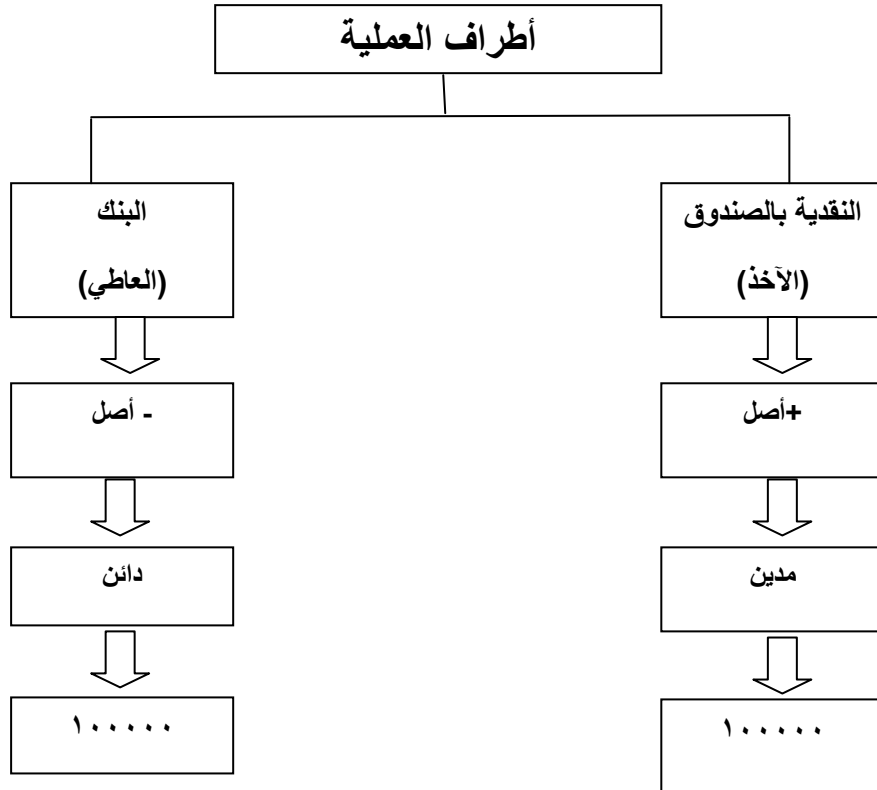 أطراف العملية
النقدية بالصندوق
(الآخذ)
+أصل
مدين
١٠٠٠٠٠
البنك
(العاطي)
- أصل
دائن
١٠٠٠٠٠